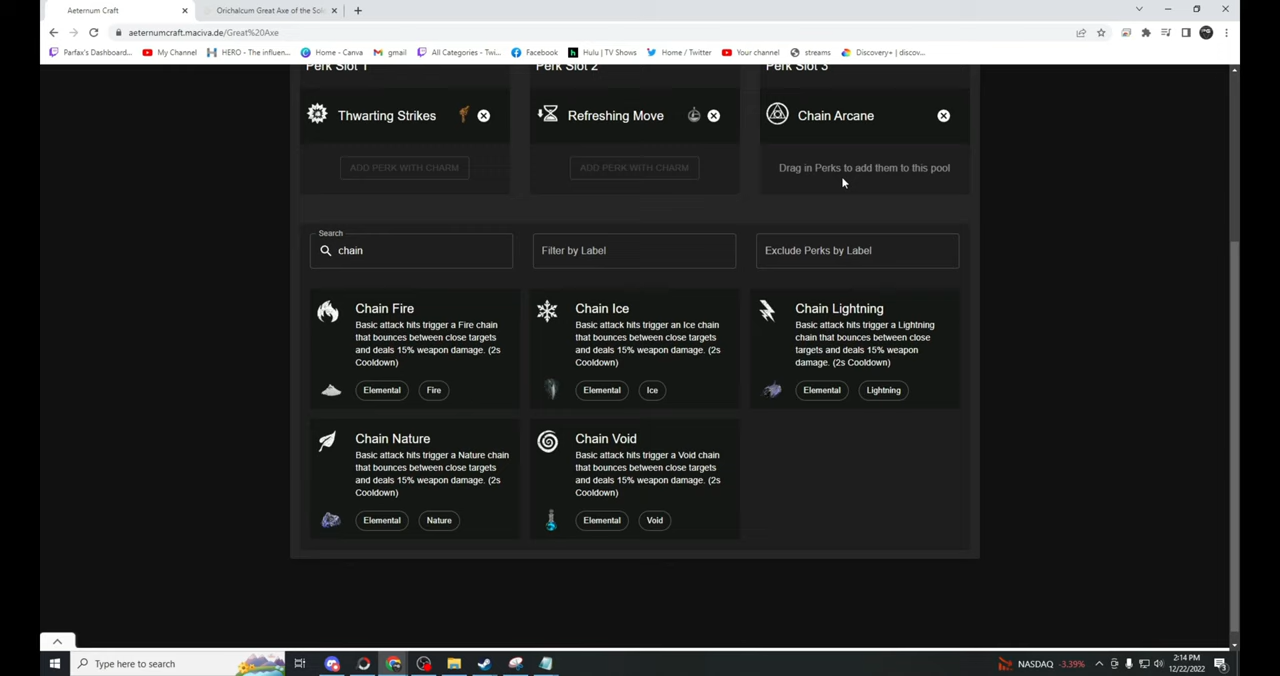 Aeternum Craft
Orichalcum Great Axe of the Sol
aeternumcraft.maciva.de/Great%20Axe
Parfax's Dashboard...
My Channel
HERO - The influen...
Home - Canva
gmail
All Categories - Twi...
Facebook
Hulu | TV Shows
Home / Twitter
Your channel
streams
Discovery+ | discov...
Perk Slot 1
Perk Slot 2
Perk Slot 3
Thwarting Strikes
Refreshing Move
Chain Arcane
ADD PERK WITH CHARM
ADD PERK WITH CHARM
Drag in Perks to add them to this pool
Search
chain
Filter by Label
Exclude Perks by Label
Chain Fire
Basic attack hits trigger a Fire chain
that bounces between close targets
and deals 15% weapon damage. (2s
Cooldown)
Elemental
Fire
Chain Ice
Basic attack hits trigger an Ice chain
that bounces between close targets
and deals 15% weapon damage. (2s
Cooldown)
Elemental
Ice
Chain Lightning
Basic attack hits trigger a Lightning
chain that bounces between close
targets and deals 15% weapon
damage. (2s Cooldown)
Elemental
Lightning
Chain Nature
Basic attack hits trigger a Nature chain
that bounces between close targets
and deals 15% weapon damage. (2s
Cooldown)
Elemental
Nature
Chain Void
Basic attack hits trigger a Void chain
that bounces between close targets
and deals 15% weapon damage. (2s
Cooldown)
Elemental
Void
Type here to search
NASDAQ -3.39%
2:14 PM
12/22/2022
3